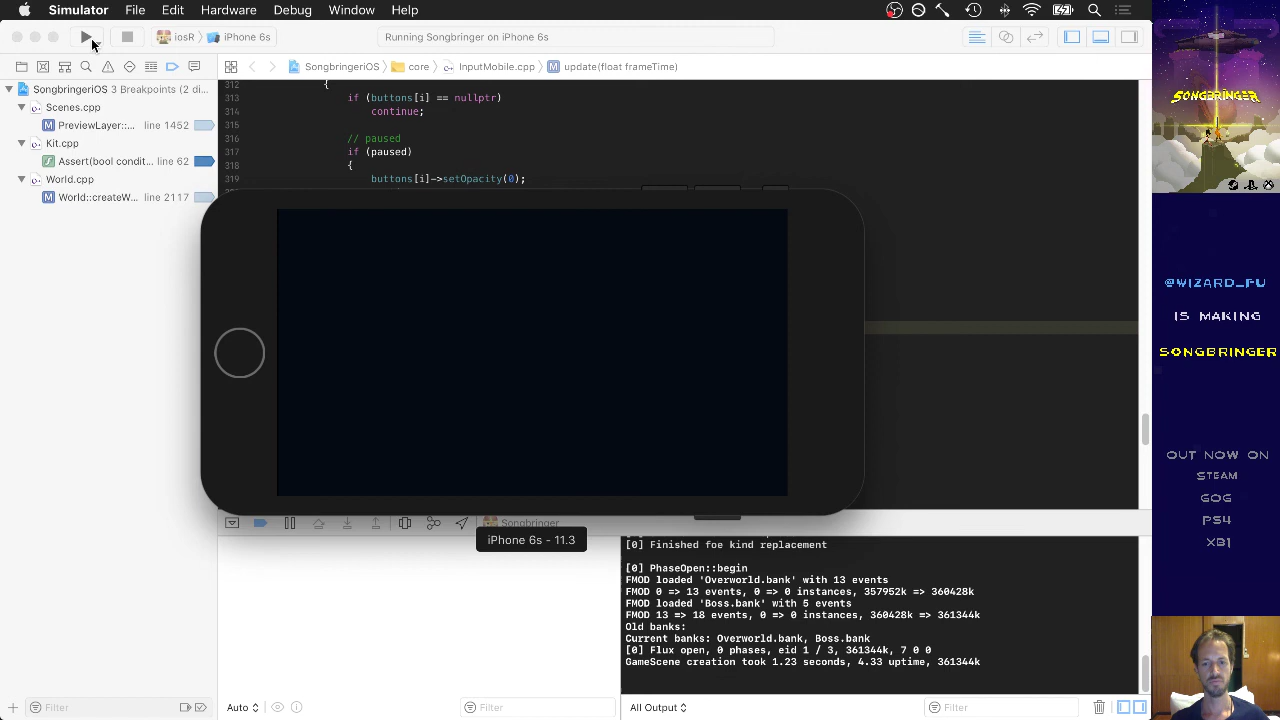 Simulator File Edit Hardware Debug Window Help
iosR iPhone 6s
Running Songbringer on iPhone 6s
SongbringeriOS core InputMobile.cpp update(float frameTime)
SongbringeriOS 3 Breakpoints (2 di...
Scenes.cpp
PreviewLayer::... line 1452
Kit.cpp
Assert(bool condit... line 62
World.cpp
World::createW... line 2117
312 {
313 if (buttons[i] == nullptr)
314 continue;
315
316 // paused
317 if (paused)
318 {
319 buttons[i]->setOpacity(0);
Songbringer
iPhone 6s - 11.3
[0] Finished foe kind replacement
[0] PhaseOpen::begin
FMOD loaded 'Overworld.bank' with 13 events
FMOD 0 => 13 events, 0 => 0 instances, 357952k => 360428k
FMOD loaded 'Boss.bank' with 5 events
FMOD 13 => 18 events, 0 => 0 instances, 360428k => 361344k
Old banks:
Current banks: Overworld.bank, Boss.bank
[0] Flux open, 0 phases, eid 1 / 3, 361344k, 7 0 0
GameScene creation took 1.23 seconds, 4.33 uptime, 361344k
Filter
Auto
Filter
All Output
Filter
SONGBRINGER
@WIZARD_FU
IS MAKING
SONGBRINGER
OUT NOW ON
STEAM
GOG
PS4
XB1